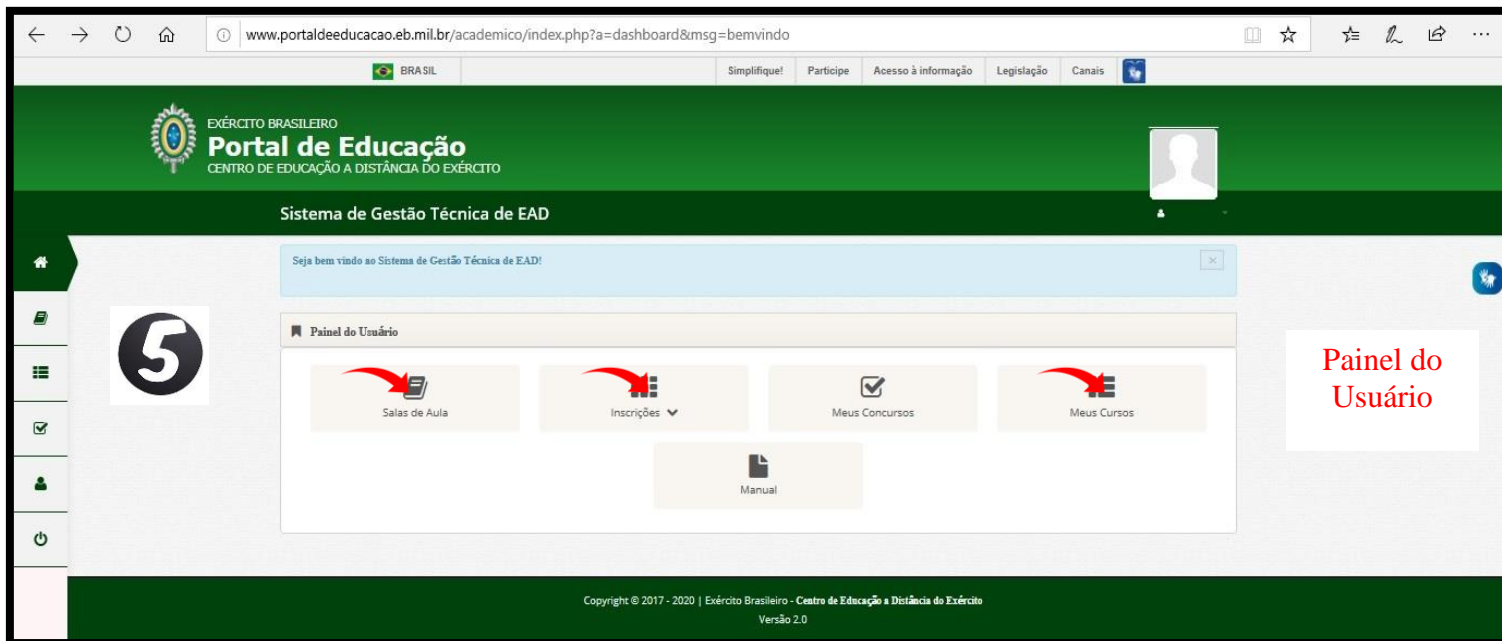 www.portaldeeducacao.eb.mil.br/academico/index.php?a=dashboard&msg=bemvindo
BRASIL Simplifique! Participe Acesso à informação Legislação Canais
EXÉRCITO BRASILEIRO
Portal de Educação
CENTRO DE EDUCAÇÃO A DISTÂNCIA DO EXÉRCITO
Sistema de Gestão Técnica de EAD
Seja bem vindo ao Sistema de Gestão Técnica de EAD!
5
Painel do Usuário
Salas de Aula
Inscrições
Meus Concursos
Meus Cursos
Manual
Painel do
Usuário
Copyright © 2017 - 2020 | Exército Brasileiro - Centro de Educação a Distância do Exército
Versão 2.0